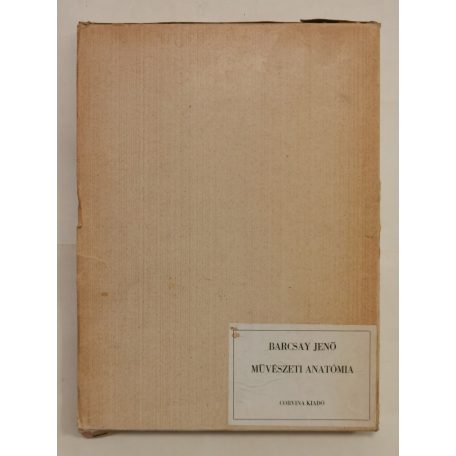 BARCSAY JENŐ
MŰVÉSZETI ANATÓMIA
CORVINA KIADÓ